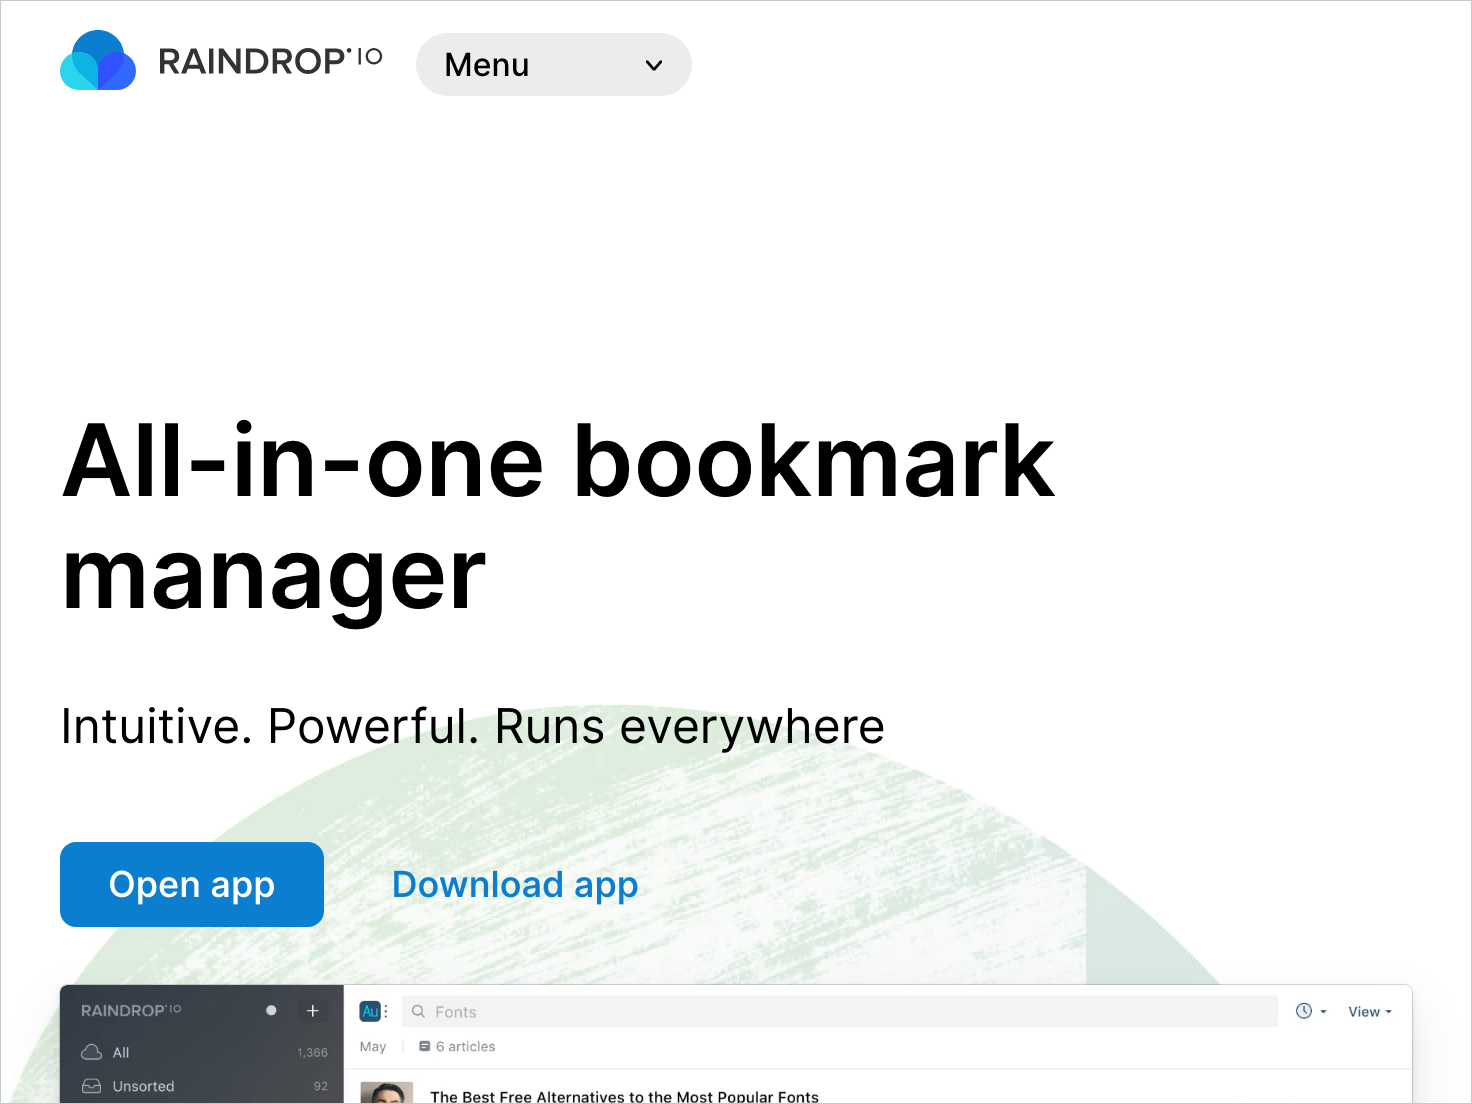 RAINDROP IO
Menu
All-in-one bookmark
manager
Intuitive. Powerful. Runs everywhere
Open app
Download app
RAINDROP IO
+
Au
Fonts
View
All
1,366
May
6 articles
Unsorted
92
The Best Free Alternatives to the Most Popular Fonts